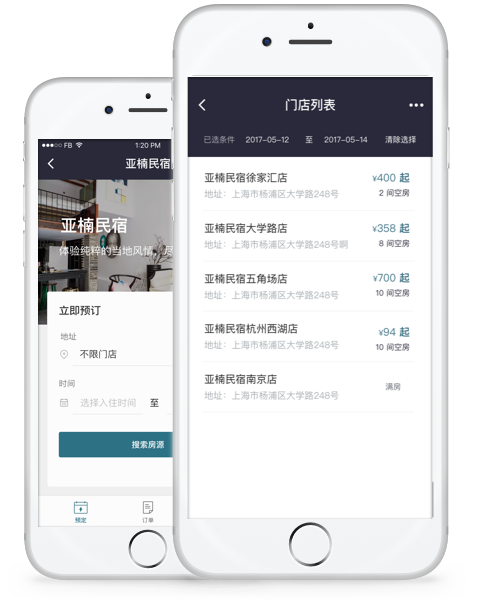 ●●●○○ FB 1:20 PM
亚楠民宿
亚楠民宿
体验纯粹的当地风情，尽
立即预订
地址
不限门店
时间
选择入住时间 至
搜索房源
预定 订单
门店列表
已选条件 2017-05-12 至 2017-05-14 清除选择
亚楠民宿徐家汇店 ¥400 起
地址：上海市杨浦区大学路248号 2 间空房
亚楠民宿大学路店 ¥358 起
地址：上海市杨浦区大学路248号啊 8 间空房
亚楠民宿五角场店 ¥700 起
地址：上海市杨浦区大学路248号 10 间空房
亚楠民宿杭州西湖店 ¥94 起
地址：上海市杨浦区大学路248号 10 间空房
亚楠民宿南京店 满房
地址：上海市杨浦区大学路248号